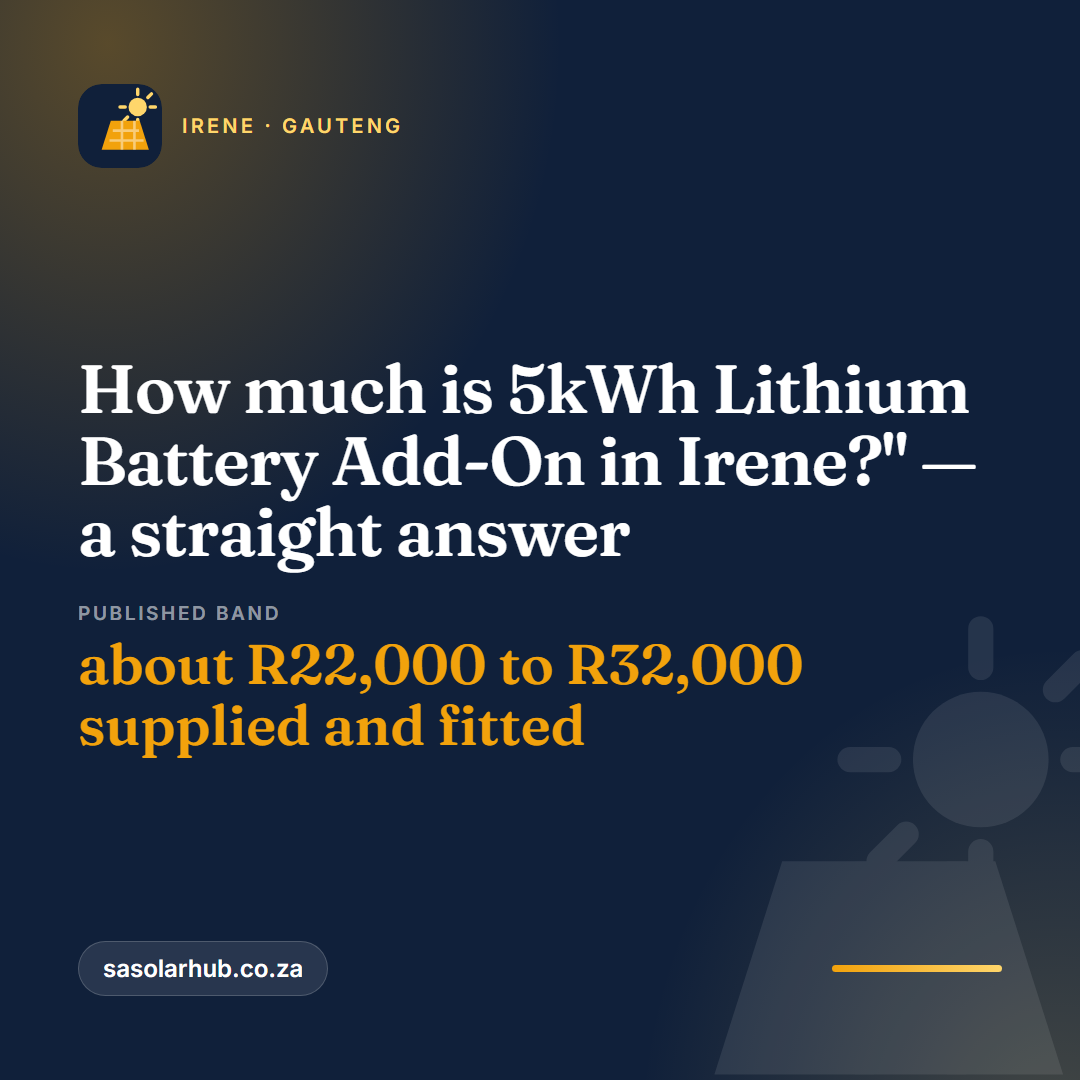 IRENE · GAUTENG
How much is 5kWh Lithium
Battery Add-On in Irene?" —
a straight answer
PUBLISHED BAND
about R22,000 to R32,000
supplied and fitted
sasolarhub.co.za